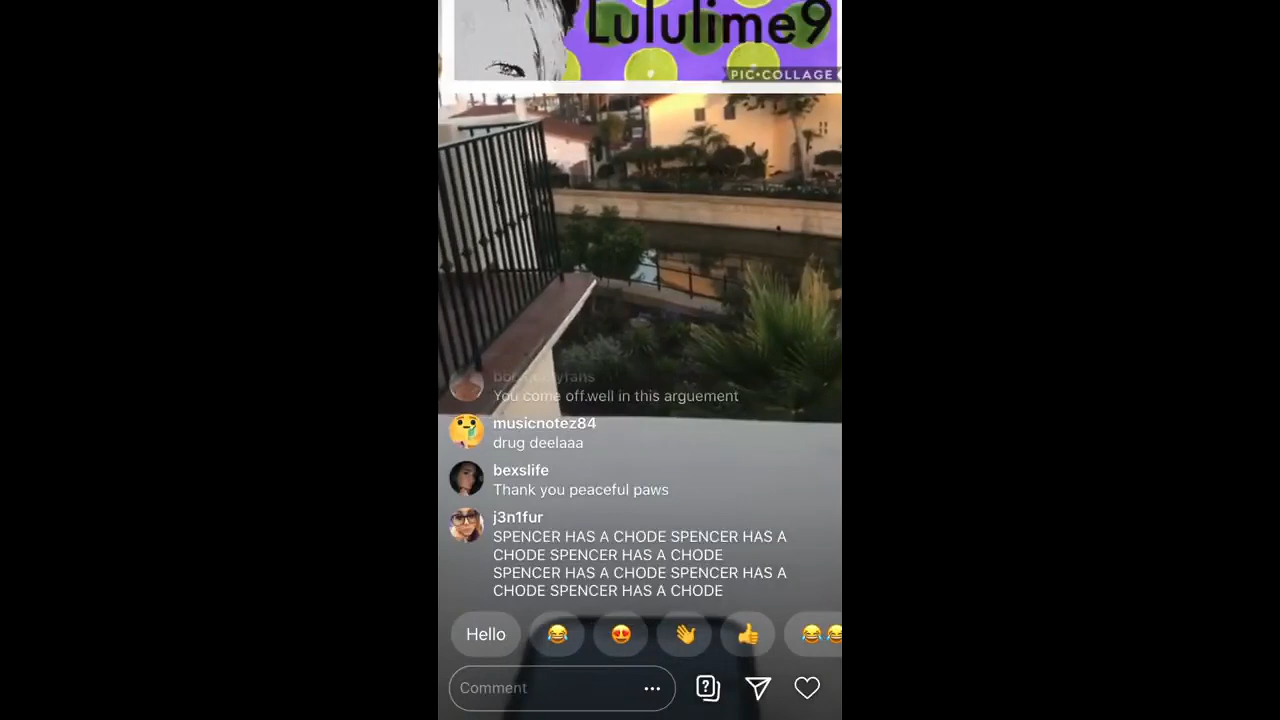 Lululime9
PIC•COLLAGE
You come off.well in this arguement
musicnotez84
drug deelaaa
bexslife
Thank you peaceful paws
j3n1fur
SPENCER HAS A CHODE SPENCER HAS A
CHODE SPENCER HAS A CHODE
SPENCER HAS A CHODE SPENCER HAS A
CHODE SPENCER HAS A CHODE
Hello
Comment